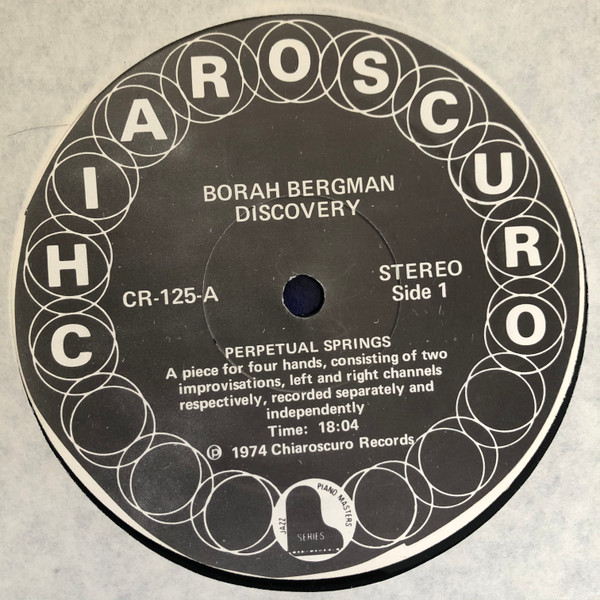 CHIAROSCURO
BORAH BERGMAN
DISCOVERY
CR-125-A
STEREO
Side 1
PERPETUAL SPRINGS
A piece for four hands, consisting of two
improvisations, left and right channels
respectively, recorded separately and
independently
Time: 18:04
Ⓟ 1974 Chiaroscuro Records
JAZZ
PIANO MASTERS
SERIES